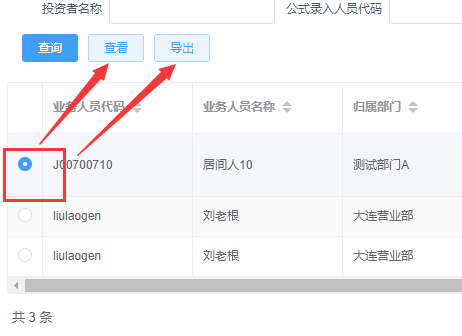 投资者名称 公式录入人员代码
查询 查看 导出
业务人员代码 业务人员名称 归属部门
J00700710 居间人10 测试部门A
liulaogen 刘老根 大连营业部
liulaogen 刘老根 大连营业部
共 3 条